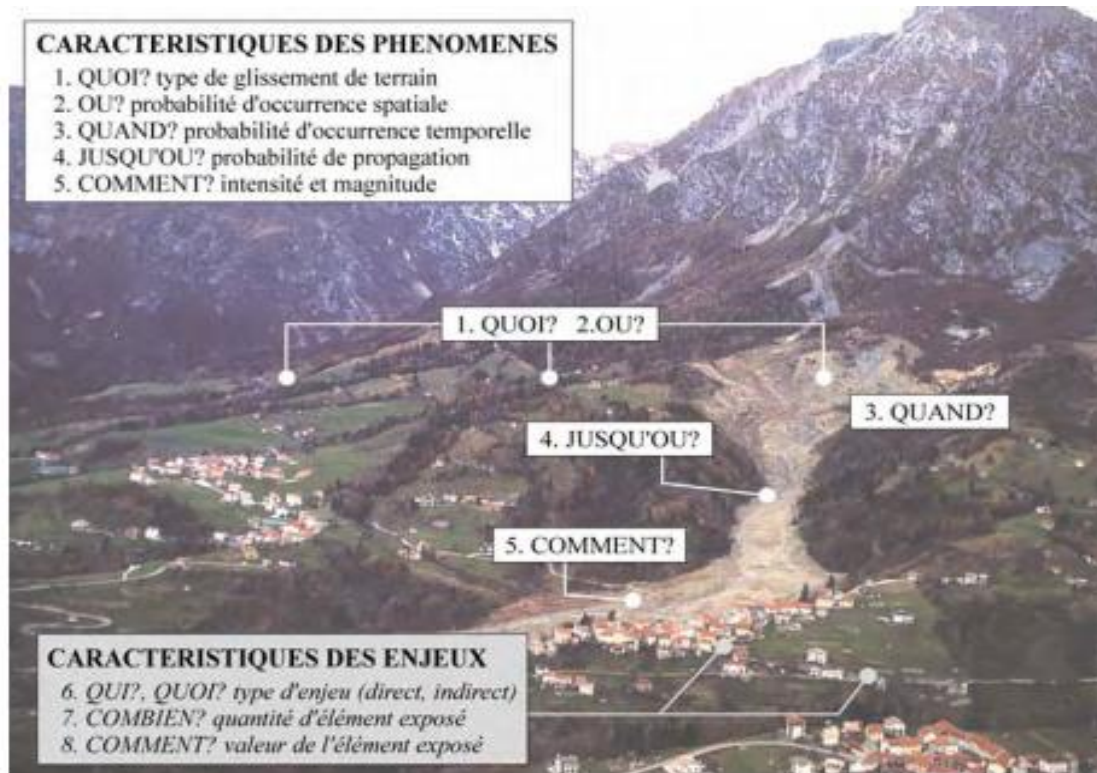 CARACTERISTIQUES DES PHENOMENES
1. QUOI? type de glissement de terrain
2. OU? probabilité d'occurrence spatiale
3. QUAND? probabilité d'occurrence temporelle
4. JUSQU'OU? probabilité de propagation
5. COMMENT? intensité et magnitude
1. QUOI? 2.OU?
3. QUAND?
4. JUSQU'OU?
5. COMMENT?
CARACTERISTIQUES DES ENJEUX
6. QUI?, QUOI? type d'enjeu (direct, indirect)
7. COMBIEN? quantité d'élément exposé
8. COMMENT? valeur de l'élément exposé